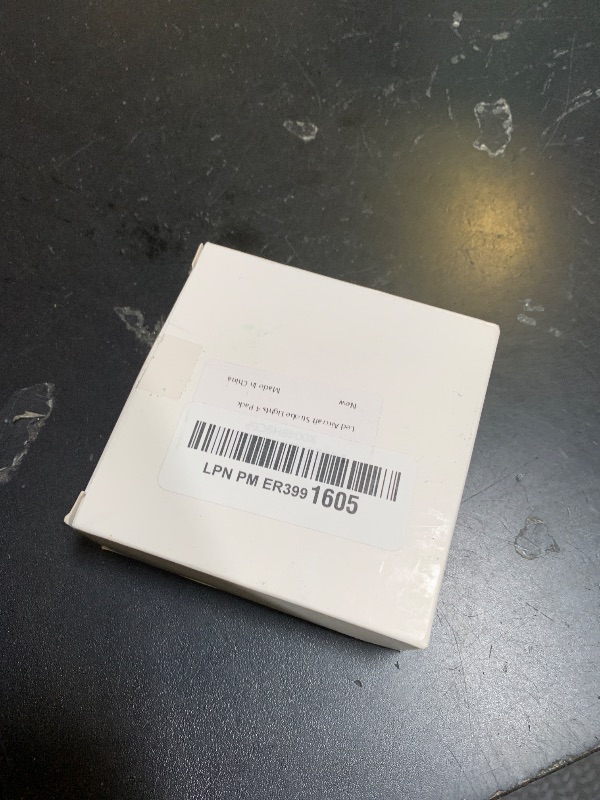 LPN PM ER3991605
Led Aircraft Strobe Lights 4 Pack
New
Made In China